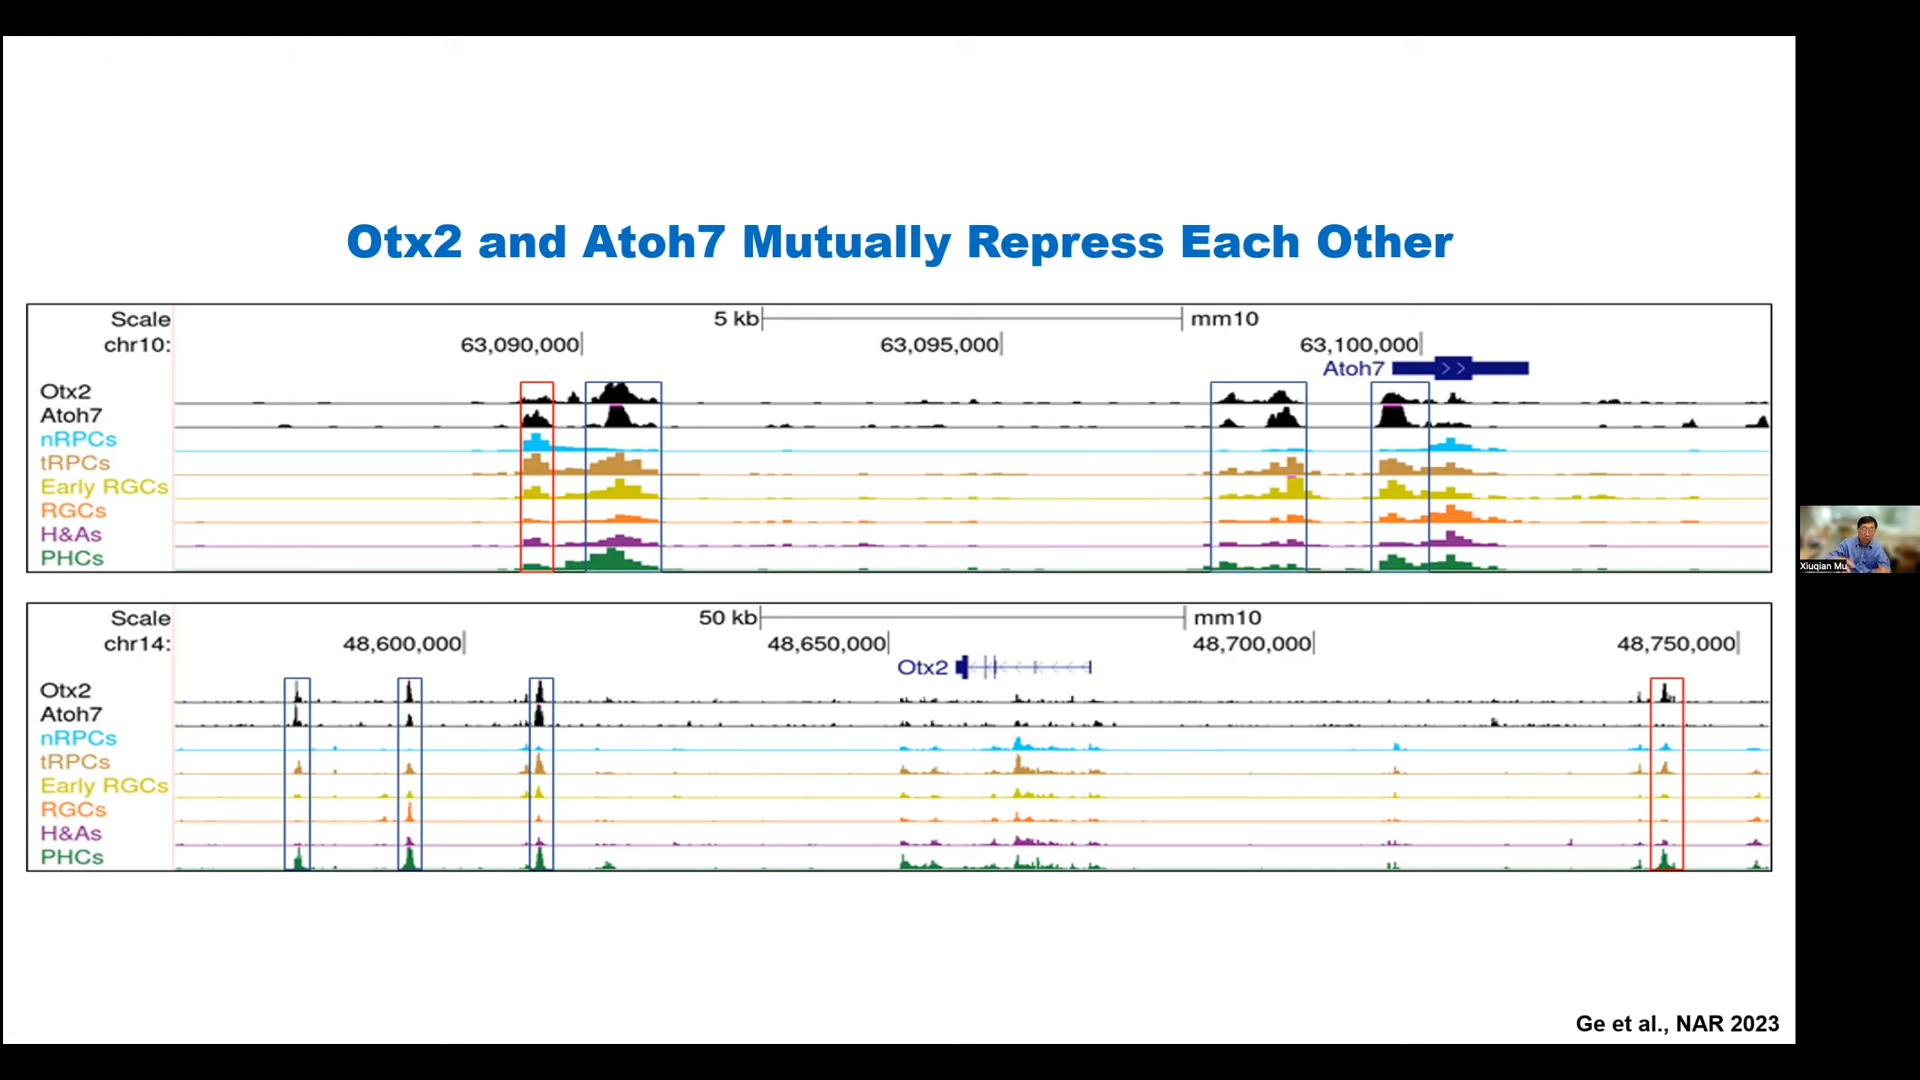 Otx2 and Atoh7 Mutually Repress Each Other
Scale 5 kb mm10
chr10: 63,090,000 63,095,000 63,100,000
Atoh7
Otx2
Atoh7
nRPCs
tRPCs
Early RGCs
RGCs
H&As
PHCs
Scale 50 kb mm10
chr14: 48,600,000 48,650,000 48,700,000 48,750,000
Otx2
Otx2
Atoh7
nRPCs
tRPCs
Early RGCs
RGCs
H&As
PHCs
Xiuqian Mu
Ge et al., NAR 2023